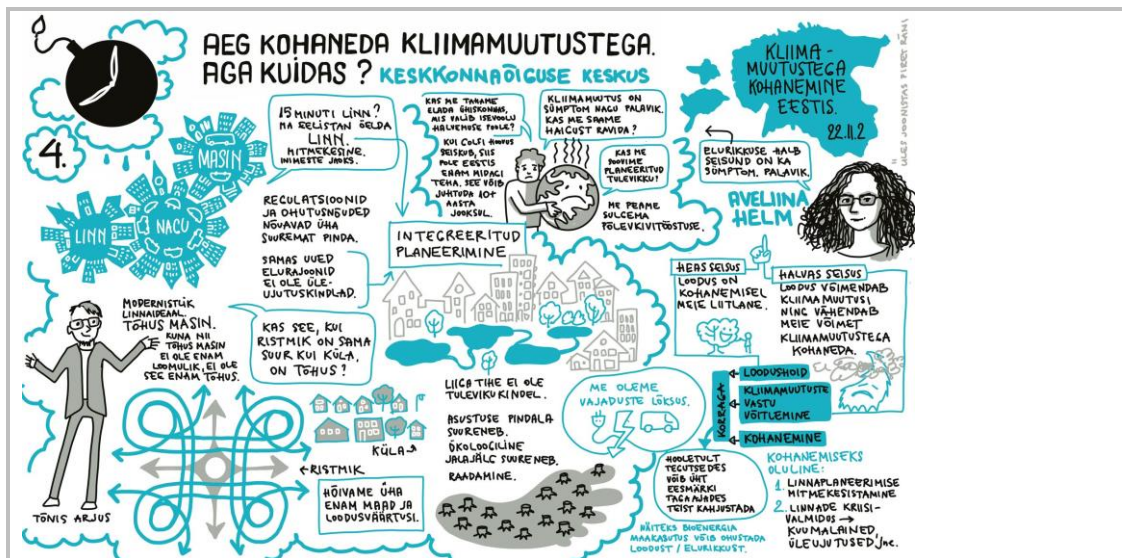 AEG KOHANEDA KLIIMAMUUTUSTEGA.
AGA KUIDAS? KESKKONNAÕIGUSE KESKUS
KLIIMA-
MUUTUSTEGA
KOHANEMINE
EESTIS.
22.11.2
ÜLES JOONISTAS PIRET RÄNI
4.
MASIN
NAGU
LINN
15 MINUTI LINN?
MA EELISTAN ÖELDA
LINN.
MITMEKESINE.
INIMESTE JAOKS.
KAS ME TAHAME
ELADA ÜHISKONNAS,
MIS VALIB ISEVOOLU
HALVEMUSE POOLE?
KUI GOLFI HOOVUS
SEISKUB, SIIS
POLE EESTIS
ENAM MIDAGI
TEHA. SEE VÕIB
JUHTUDA 10+
AASTA
JOOKSUL.
KLIIMAMUUTUS ON
SÜMPTOM NAGU PALAVIK.
KAS ME SAAME
HAIGUST RAVIDA?
KAS ME
SOOVIME
PLANEERITUD
TULEVIKKU?
ME PEAME
SULGEMA
PÕLEVKIVITÖÖSTUSE.
ELURIKKUSE HALB
SEISUND ON KA
SÜMPTOM. PALAVIK.
AVELIINA
HELM
REGULATSIOONID
JA OHUTUSNÕUDED
NÕUAVAD ÜHA
SUUREMAT PINDA.
SAMAS UUED
ELURAJOONID
EI OLE ÜLE-
UJUTUSKINDLAD.
INTEGREERITUD
PLANEERIMINE
HEAS SEISUS
LOODUS ON
KOHANEMISEL
MEIE LIITLANE.
HALVAS SEISUS
LOODUS VÕIMENDAB
KLIIMAMUUTUSI
NING VÄHENDAB
MEIE VÕIMET
KLIIMAMUUTUSTEGA
KOHANEDA.
MODERNISTLIK
LINNAIDEAAL.
TÕHUS MASIN.
KUNA NII
TÕHUS MASIN
EI OLE ENAM
LOOMULIK, EI OLE
SEE ENAM TÕHUS.
KAS SEE, KUI
RISTMIK ON SAMA
SUUR KUI KÜLA,
ON TÕHUS?
KÜLA
RISTMIK
HÕIVAME ÜHA
ENAM MAAD JA
LOODUSVÄÄRTUSI.
TÕNIS ARJUS
LIIGA TIHE EI OLE
TULEVIKUKINDEL.
ASUSTUSE PINDALA
SUURENEB.
ÖKOLOOGILINE
JALAJÄLG SUURENEB.
RAADAMINE.
ME OLEME
VAJADUSTE LÕKSUS.
KORRAGA
LOODUSHOID
KLIIMAMUUTUSTE
VASTU
VÕITLEMINE
KOHANEMINE
HOOLETULT
TEGUTSEDES
VÕIB ÜHT
EESMÄRKI
TAGA AJADES
TEIST KAHJUSTADA
NÄITEKS BIOENERGIA
MAAKASUTUS VÕIB OHUSTADA
LOODUST / ELURIKKUST.
KOHANEMISEKS
OLULINE:
1. LINNAPLANEERIMISE
MITMEKESISTAMINE
2. LINNADE KRIISI-
VALMIDUS →
KUUMALAINED,
ÜLEUJUTUSED, jne.